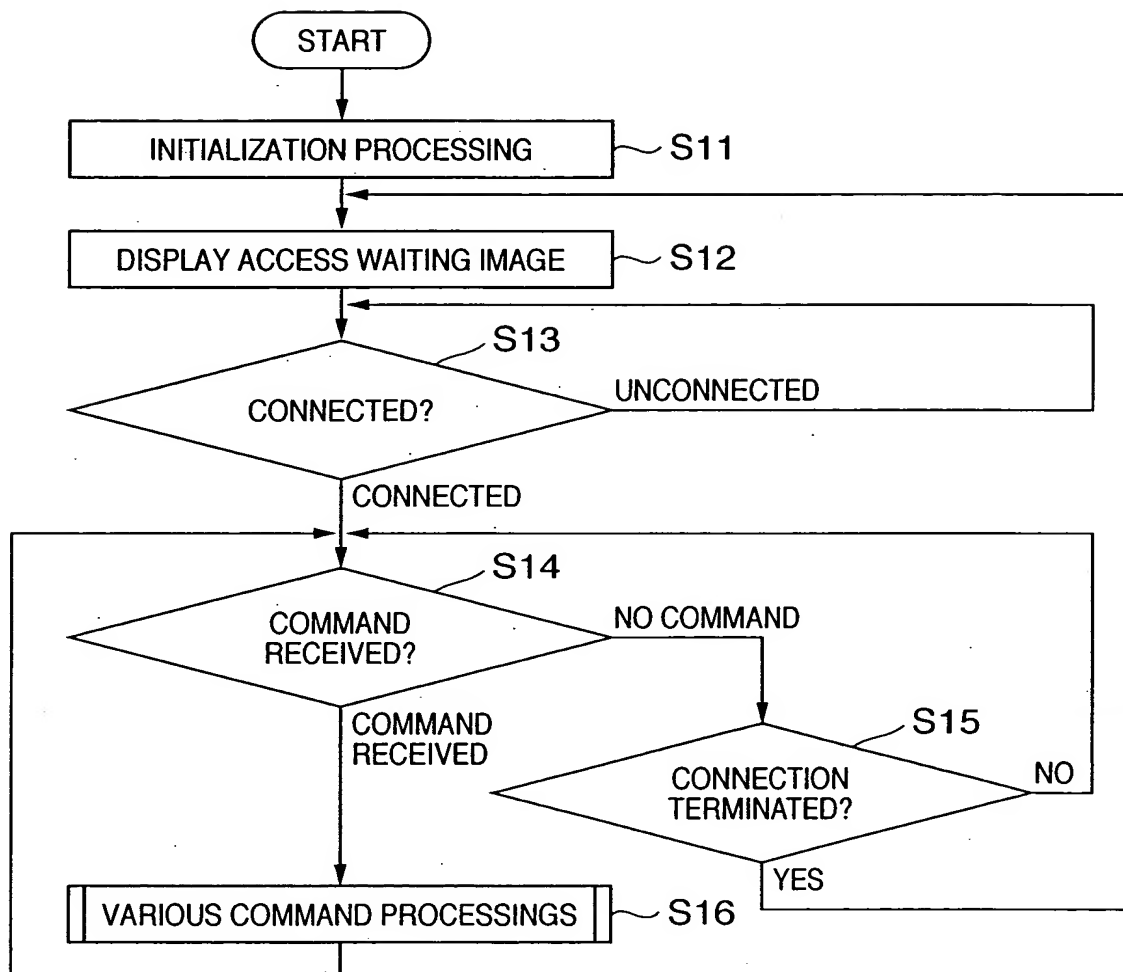 START
INITIALIZATION PROCESSING
S11
DISPLAY ACCESS WAITING IMAGE
S12
S13
CONNECTED?
UNCONNECTED
CONNECTED
S14
COMMAND
RECEIVED?
NO COMMAND
COMMAND
RECEIVED
S15
CONNECTION
TERMINATED?
NO
YES
VARIOUS COMMAND PROCESSINGS
S16